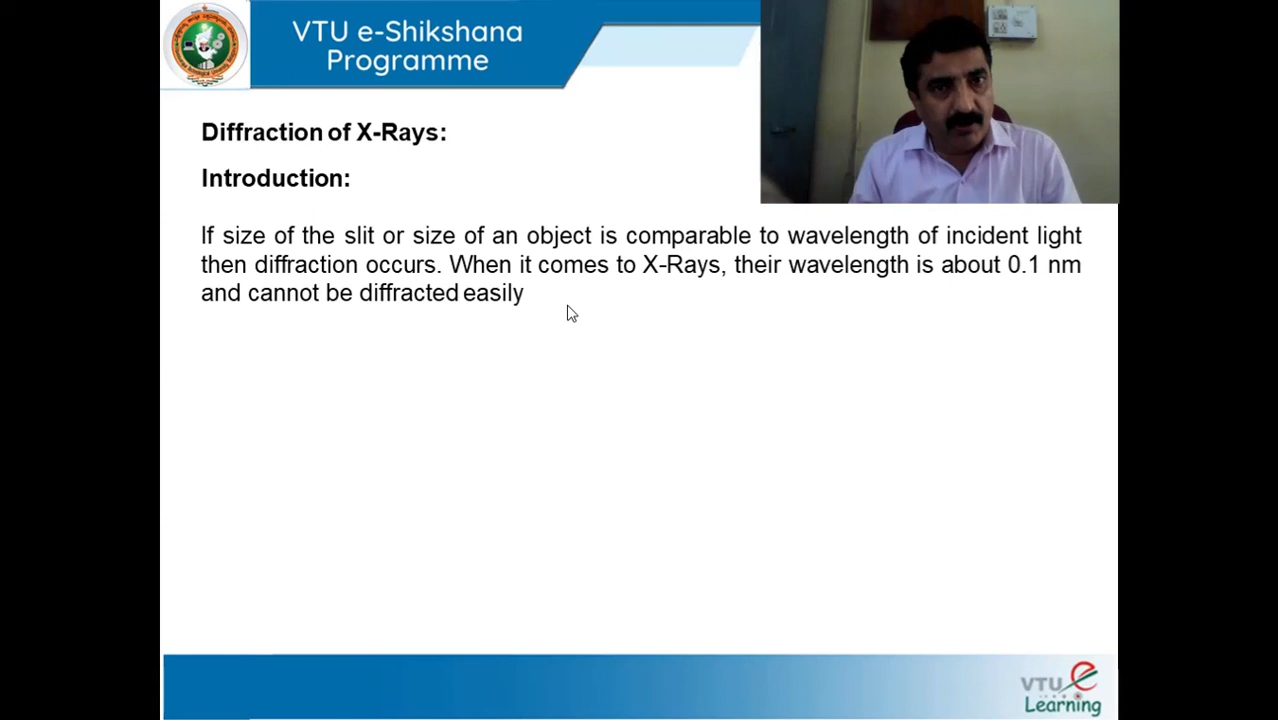 VTU e-Shikshana
Programme
Diffraction of X-Rays:
Introduction:
If size of the slit or size of an object is comparable to wavelength of incident light
then diffraction occurs. When it comes to X-Rays, their wavelength is about 0.1 nm
and cannot be diffracted easily
VTU e
Learning